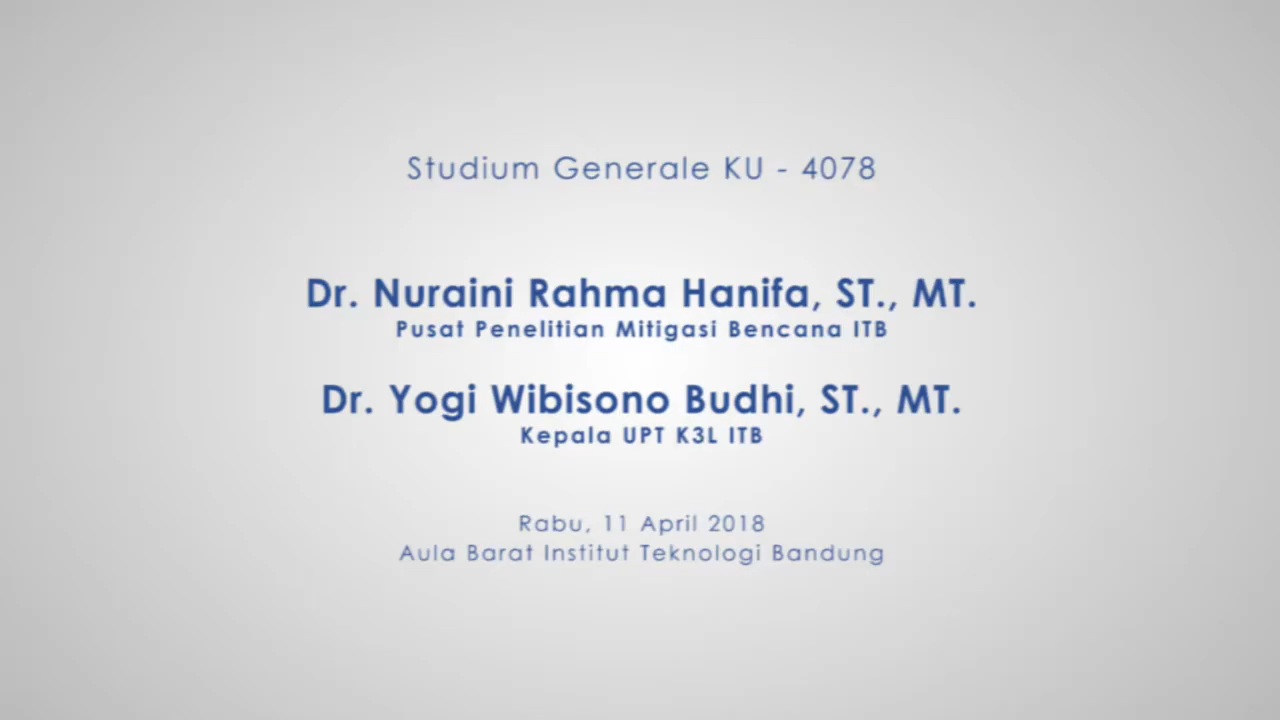 Studium Generale KU - 4078
Dr. Nuraini Rahma Hanifa, ST., MT.
Pusat Penelitian Mitigasi Bencana ITB
Dr. Yogi Wibisono Budhi, ST., MT.
Kepala UPT K3L ITB
Rabu, 11 April 2018
Aula Barat Institut Teknologi Bandung